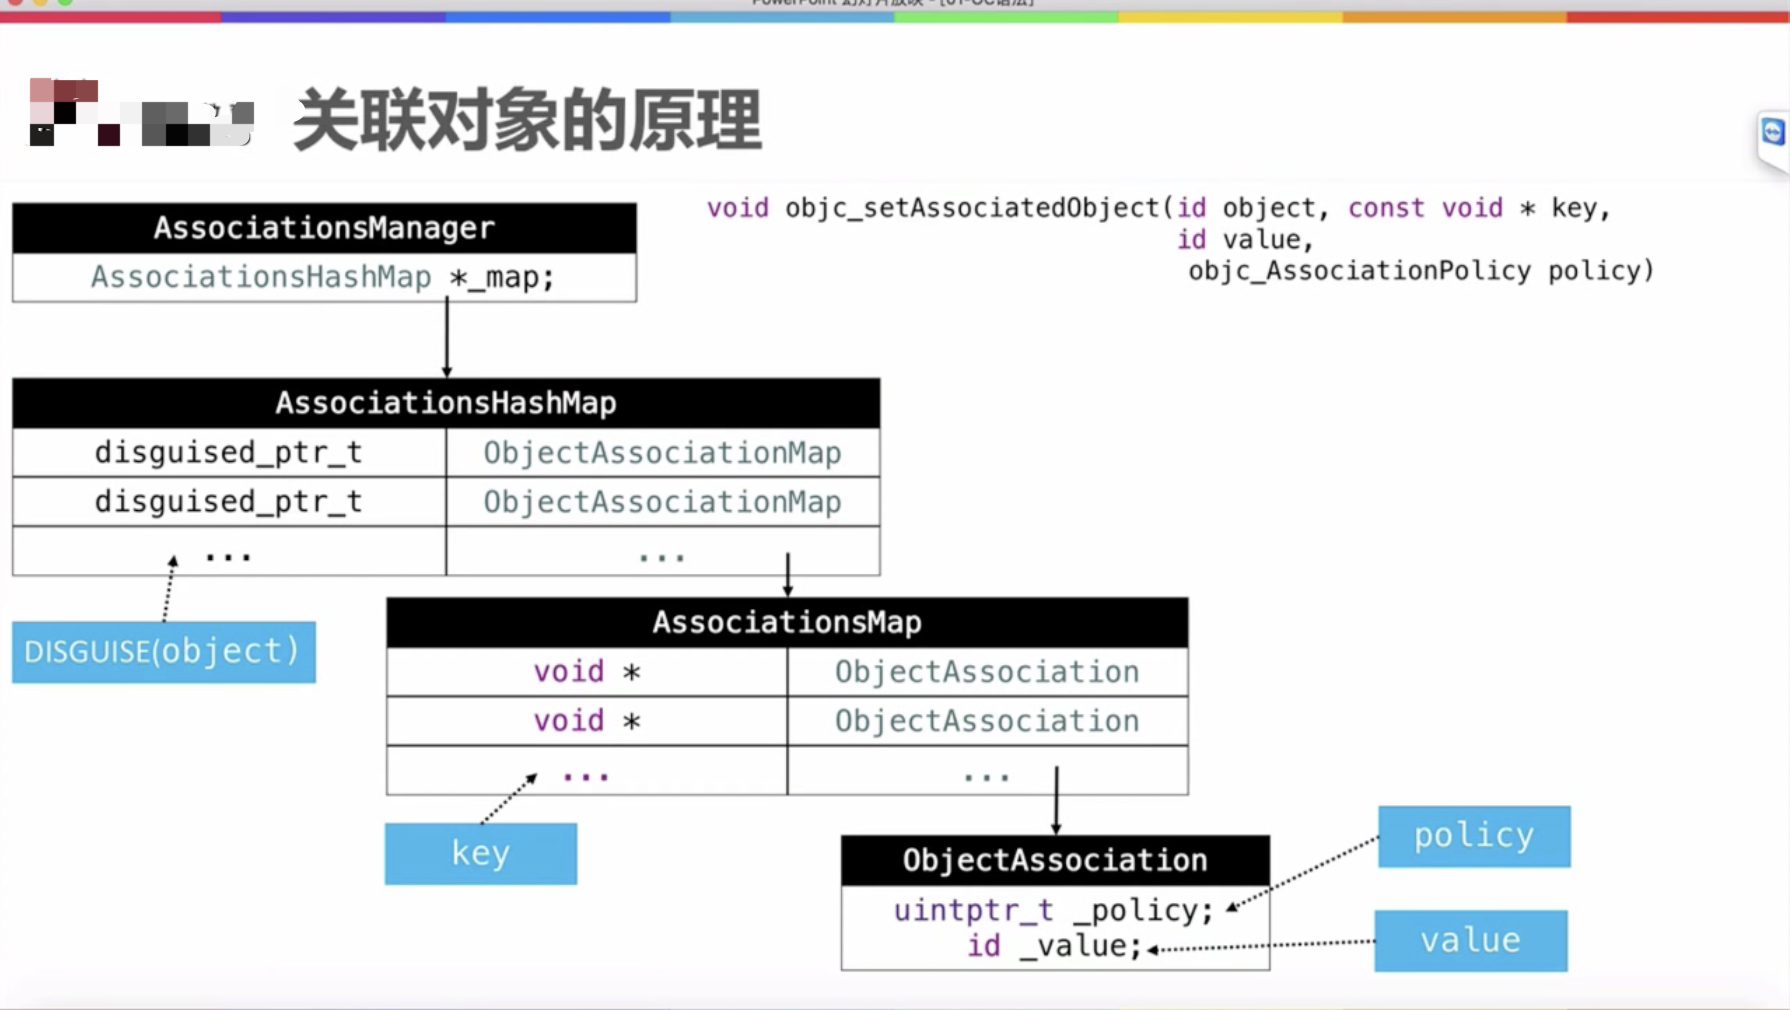 关联对象的原理
void objc_setAssociatedObject(id object, const void * key,
id value,
objc_AssociationPolicy policy)
AssociationsManager
AssociationsHashMap *_map;
AssociationsHashMap
disguised_ptr_t ObjectAssociationMap
disguised_ptr_t ObjectAssociationMap
... ...
DISGUISE(object)
AssociationsMap
void * ObjectAssociation
void * ObjectAssociation
... ...
key
ObjectAssociation
uintptr_t _policy;
id _value;
policy
value